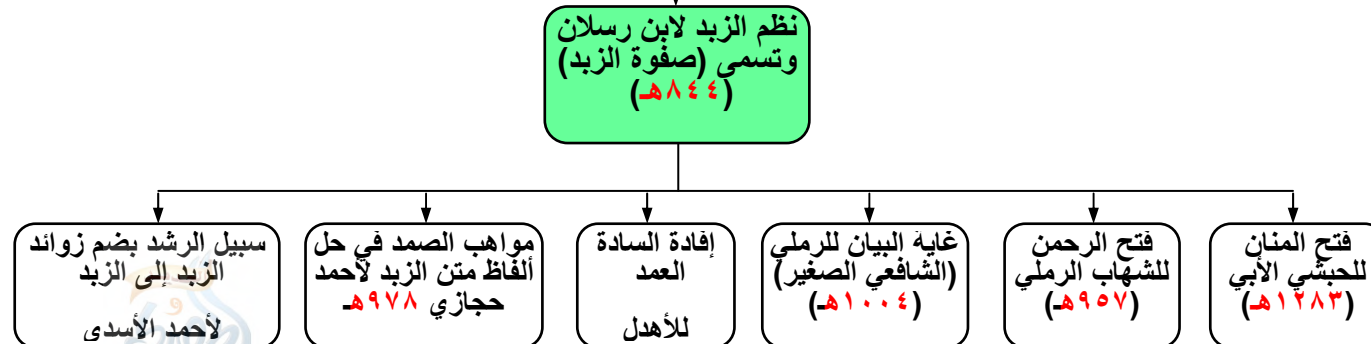 نظم الزبد لابن رسلان
وتسمى (صفوة الزبد)
(٨٤٤هـ)
فتح المنان
للحبشي الأبي
(١٢٨٣هـ)
فتح الرحمن
للشهاب الرملي
(٩٥٧هـ)
غاية البيان للرملي
(الشافعي الصغير)
(١٠٠٤هـ)
إفادة السادة
العمد
للأهدل
مواهب الصمد في حل
ألفاظ متن الزبد لأحمد
حجازي ٩٧٨هـ
سبيل الرشد بضم زوائد
الزبد إلى الزبد
لأحمد الأسدي